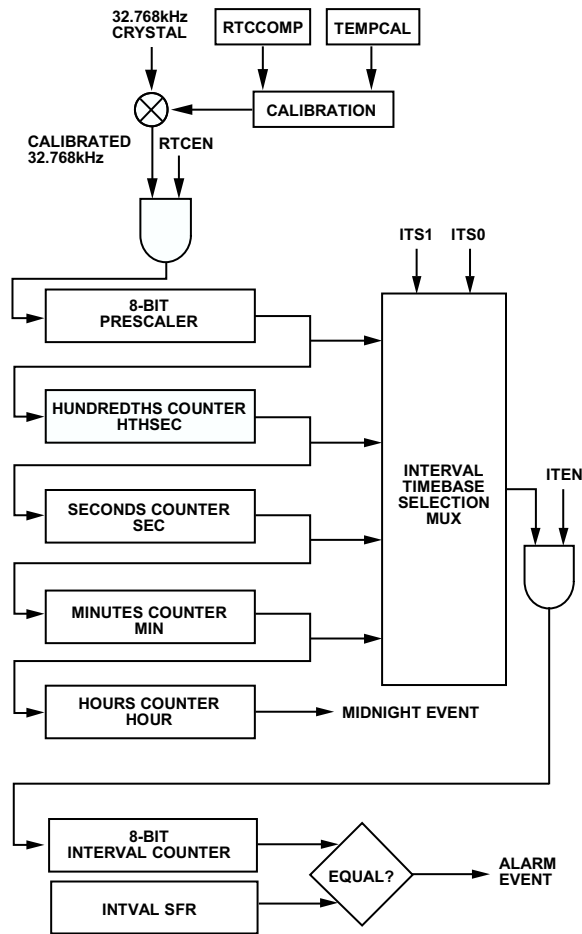 32.768kHz
CRYSTAL
RTCCOMP
TEMPCAL
CALIBRATION
CALIBRATED
32.768kHz
RTCEN
ITS1
ITS0
8-BIT
PRESCALER
HUNDREDTHS COUNTER
HTHSEC
INTERVAL
TIMEBASE
SELECTION
MUX
ITEN
SECONDS COUNTER
SEC
MINUTES COUNTER
MIN
HOURS COUNTER
HOUR
MIDNIGHT EVENT
8-BIT
INTERVAL COUNTER
EQUAL?
ALARM
EVENT
INTVAL SFR